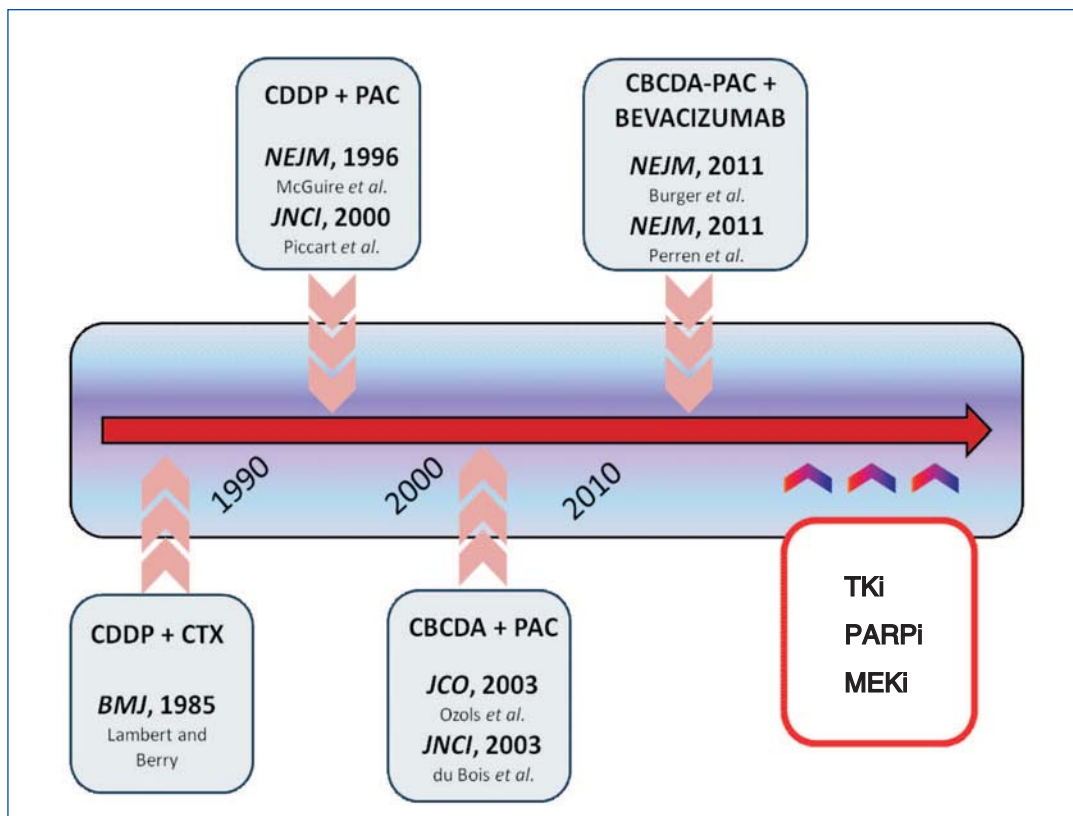 CDDP + PAC
NEJM, 1996
McGuire et al.
JNCI, 2000
Piccart et al.
CBCDA-PAC +
BEVACIZUMAB
NEJM, 2011
Burger et al.
NEJM, 2011
Perren et al.
1990
2000
2010
CDDP + CTX
BMJ, 1985
Lambert and
Berry
CBCDA + PAC
JCO, 2003
Ozols et al.
JNCI, 2003
du Bois et al.
TKi
PARPi
MEKi